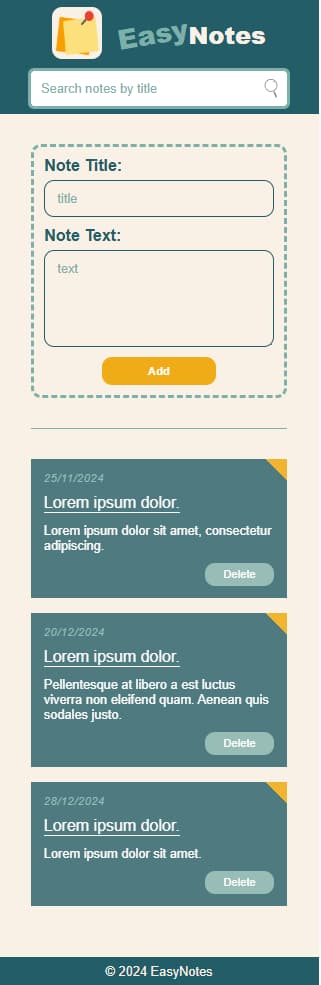 EasyNotes
Search notes by title
Note Title:
title
Note Text:
text
Add
25/11/2024
Lorem ipsum dolor.
Lorem ipsum dolor sit amet, consectetur
adipiscing.
Delete
20/12/2024
Lorem ipsum dolor.
Pellentesque at libero a est luctus
viverra non eleifend quam. Aenean quis
sodales justo.
Delete
28/12/2024
Lorem ipsum dolor.
Lorem ipsum dolor sit amet.
Delete
© 2024 EasyNotes